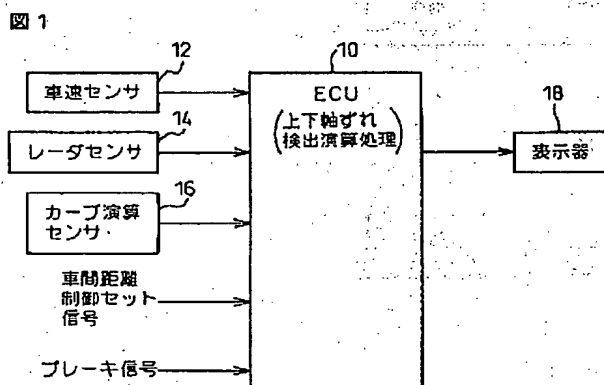 図 1
12
車速センサ
14
レーダセンサ
16
カーブ演算
センサ
車間距離
制御セット
信号
ブレーキ信号
10
ECU
(上下軸ずれ
検出演算処理)
18
表示器